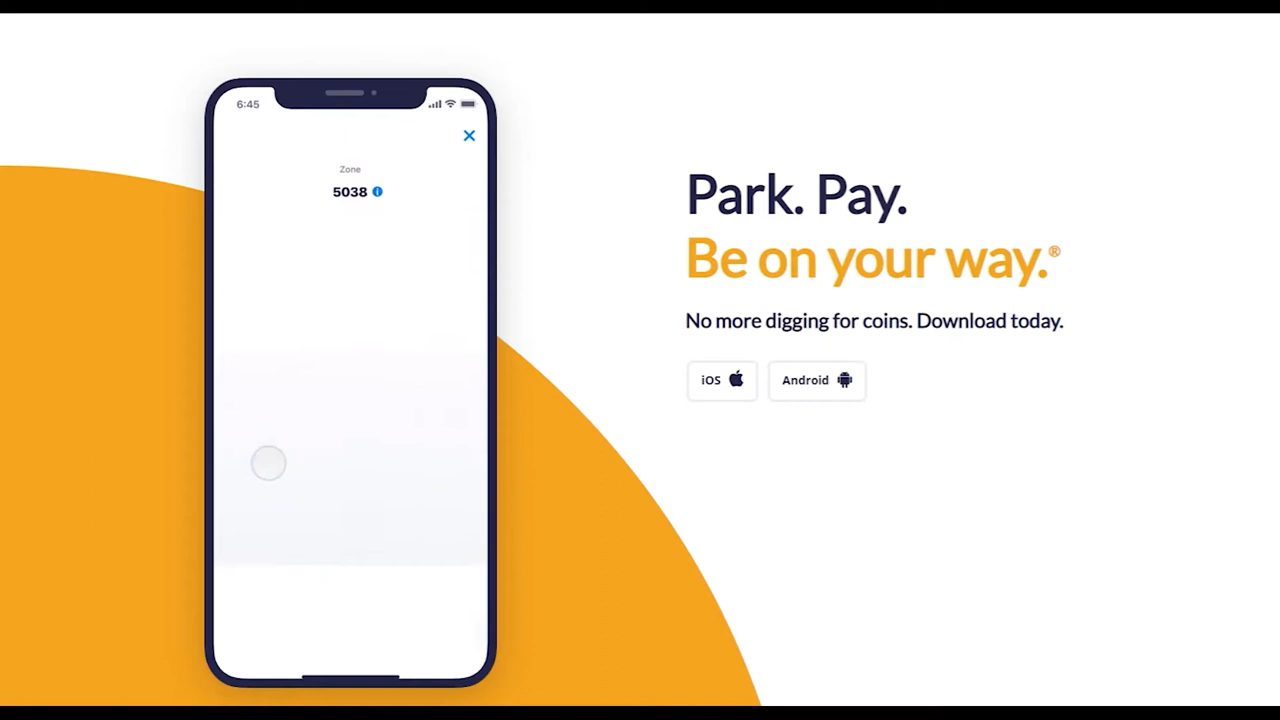 6:45
Zone
5038
Park. Pay.
Be on your way.®
No more digging for coins. Download today.
iOS
Android